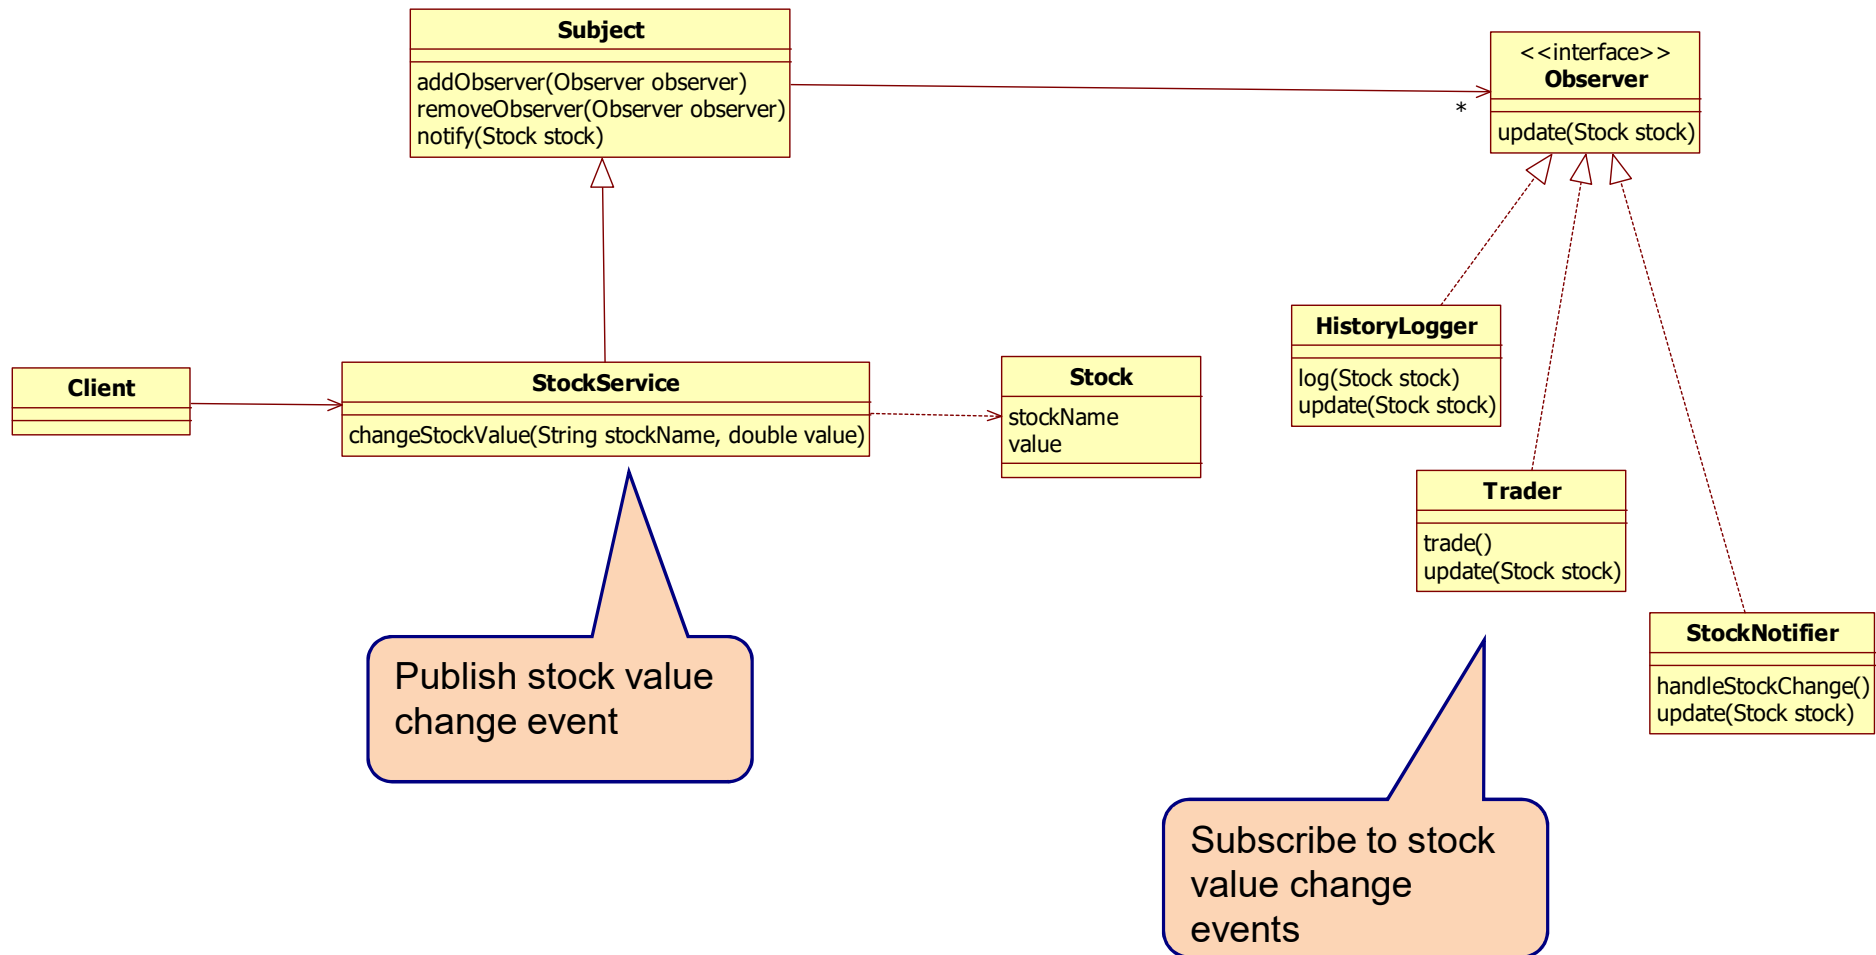 Subject
addObserver(Observer observer)
removeObserver(Observer observer)
notify(Stock stock)
<<interface>>
Observer
*
update(Stock stock)
HistoryLogger
log(Stock stock)
update(Stock stock)
Client
StockService
changeStockValue(String stockName, double value)
Stock
stockName
value
Trader
trade()
update(Stock stock)
StockNotifier
handleStockChange()
update(Stock stock)
Publish stock value
change event
Subscribe to stock
value change
events